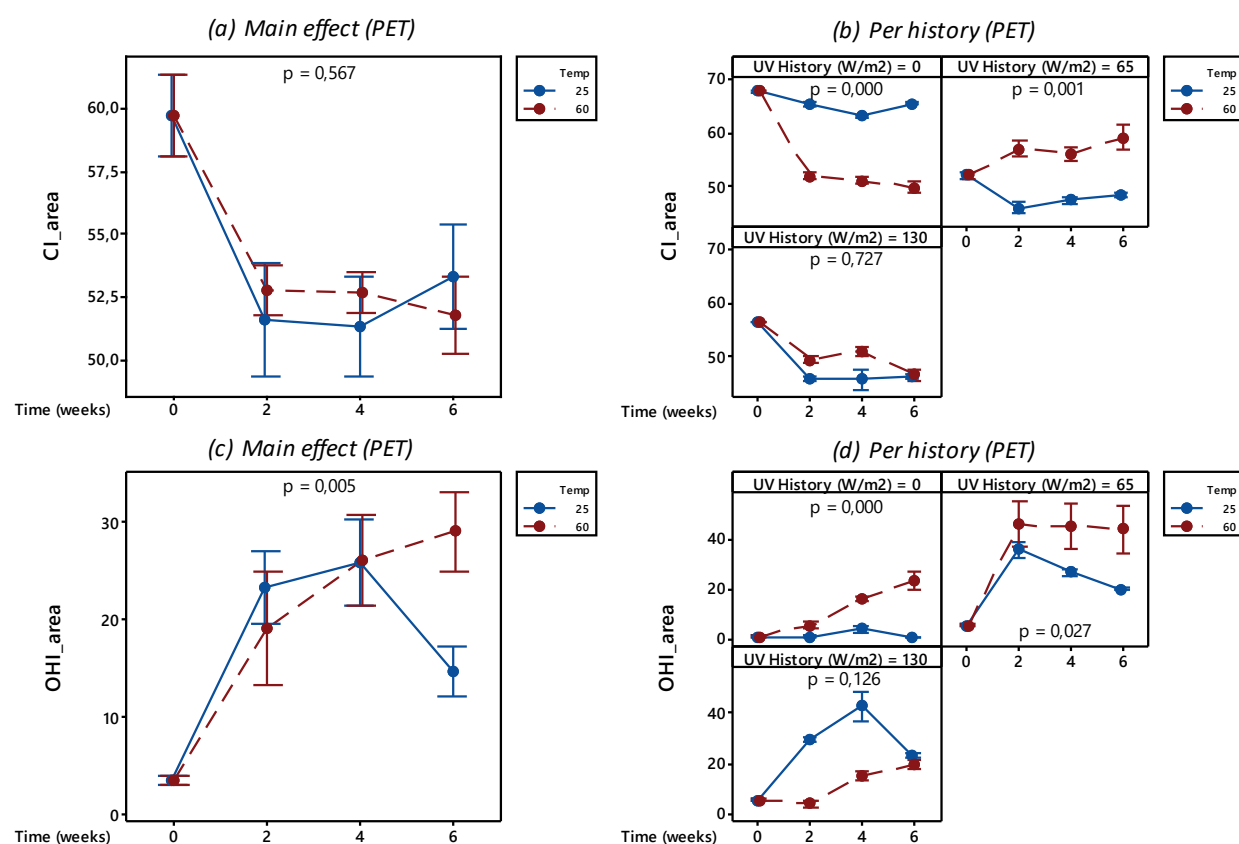 (a) Main effect (PET)
p = 0,567
Temp
25
60
CI_area
60,0
57,5
55,0
52,5
50,0
Time (weeks)
0 2 4 6
(b) Per history (PET)
UV History (W/m2) = 0
UV History (W/m2) = 65
p = 0,000
p = 0,001
Temp
25
60
CI_area
70
60
50
0 2 4 6
UV History (W/m2) = 130
p = 0,727
70
60
50
Time (weeks)
0 2 4 6
(c) Main effect (PET)
p = 0,005
Temp
25
60
OHI_area
30
20
10
0
Time (weeks)
0 2 4 6
(d) Per history (PET)
UV History (W/m2) = 0
UV History (W/m2) = 65
p = 0,000
p = 0,027
Temp
25
60
OHI_area
40
20
0
0 2 4 6
UV History (W/m2) = 130
p = 0,126
40
20
0
Time (weeks)
0 2 4 6